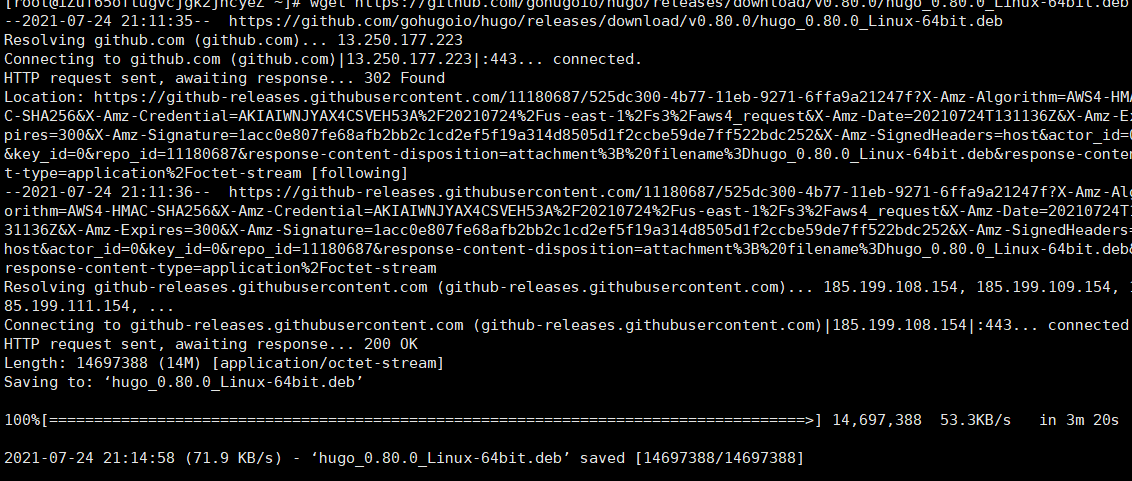 [root@iZuf65oftugvcjgk2jhcyeZ ~]# wget https://github.com/gohugoio/hugo/releases/download/v0.80.0/hugo_0.80.0_Linux-64bit.deb
--2021-07-24 21:11:35--  https://github.com/gohugoio/hugo/releases/download/v0.80.0/hugo_0.80.0_Linux-64bit.deb
Resolving github.com (github.com)... 13.250.177.223
Connecting to github.com (github.com)|13.250.177.223|:443... connected.
HTTP request sent, awaiting response... 302 Found
Location: https://github-releases.githubusercontent.com/11180687/525dc300-4b77-11eb-9271-6ffa9a21247f?X-Amz-Algorithm=AWS4-HMA
C-SHA256&X-Amz-Credential=AKIAIWNJYAX4CSVEH53A%2F20210724%2Fus-east-1%2Fs3%2Faws4_request&X-Amz-Date=20210724T131136Z&X-Amz-Ex
pires=300&X-Amz-Signature=1acc0e807fe68afb2bb2c1cd2ef5f19a314d8505d1f2ccbe59de7ff522bdc252&X-Amz-SignedHeaders=host&actor_id=0
&key_id=0&repo_id=11180687&response-content-disposition=attachment%3B%20filename%3Dhugo_0.80.0_Linux-64bit.deb&response-conten
t-type=application%2Foctet-stream [following]
--2021-07-24 21:11:36--  https://github-releases.githubusercontent.com/11180687/525dc300-4b77-11eb-9271-6ffa9a21247f?X-Amz-Alg
orithm=AWS4-HMAC-SHA256&X-Amz-Credential=AKIAIWNJYAX4CSVEH53A%2F20210724%2Fus-east-1%2Fs3%2Faws4_request&X-Amz-Date=20210724T1
31136Z&X-Amz-Expires=300&X-Amz-Signature=1acc0e807fe68afb2bb2c1cd2ef5f19a314d8505d1f2ccbe59de7ff522bdc252&X-Amz-SignedHeaders=
host&actor_id=0&key_id=0&repo_id=11180687&response-content-disposition=attachment%3B%20filename%3Dhugo_0.80.0_Linux-64bit.deb&
response-content-type=application%2Foctet-stream
Resolving github-releases.githubusercontent.com (github-releases.githubusercontent.com)... 185.199.108.154, 185.199.109.154, 1
85.199.111.154, ...
Connecting to github-releases.githubusercontent.com (github-releases.githubusercontent.com)|185.199.108.154|:443... connected
HTTP request sent, awaiting response... 200 OK
Length: 14697388 (14M) [application/octet-stream]
Saving to: ‘hugo_0.80.0_Linux-64bit.deb’
100%[====================================================================================>] 14,697,388  53.3KB/s   in 3m 20s
2021-07-24 21:14:58 (71.9 KB/s) - ‘hugo_0.80.0_Linux-64bit.deb’ saved [14697388/14697388]